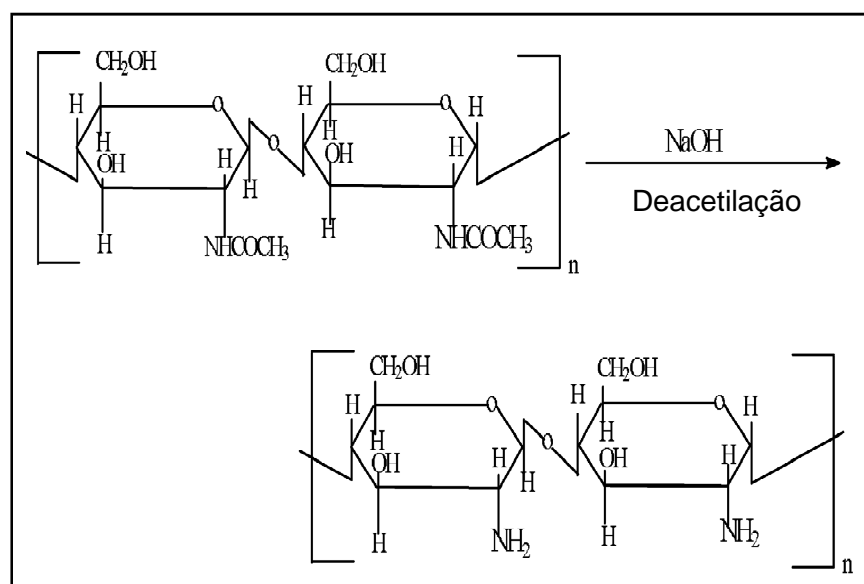 CH₂OH CH₂OH
H O H O H
H H
OH H O OH H
H
H NHCOCH₃ H NHCOCH₃
n
NaOH
Deacetilação
CH₂OH CH₂OH
H O H O H
H H
OH H O OH H
H
H NH₂ H NH₂
n